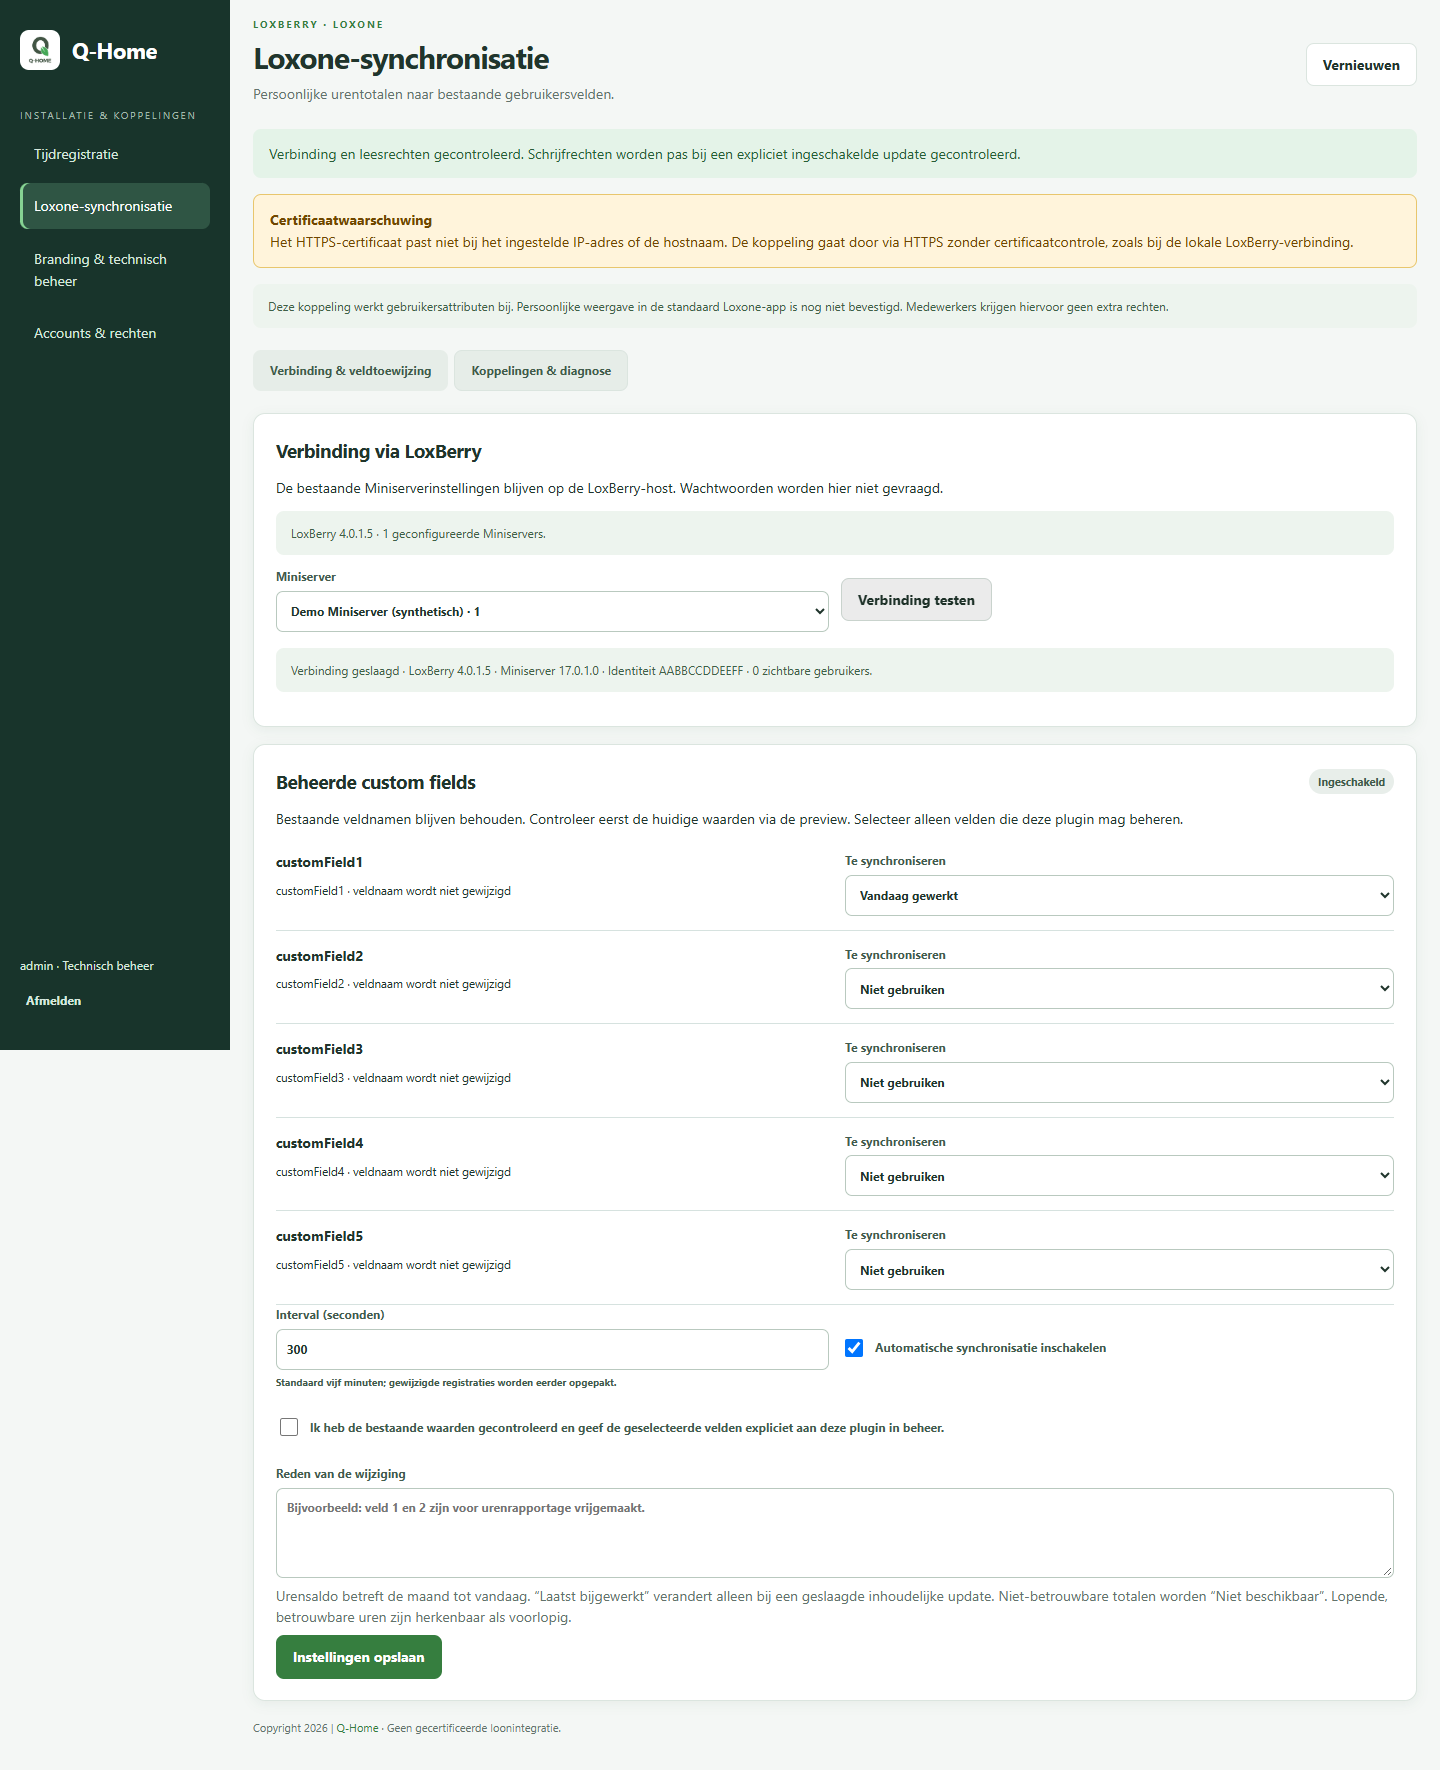 Q-HOME
Q-Home
INSTALLATIE & KOPPELINGEN
Tijdregistratie
Loxone-synchronisatie
Branding & technisch
beheer
Accounts & rechten
admin · Technisch beheer
Afmelden
LOXBERRY · LOXONE
Loxone-synchronisatie
Persoonlijke urentotalen naar bestaande gebruikersvelden.
Vernieuwen
Verbinding en leesrechten gecontroleerd. Schrijfrechten worden pas bij een expliciet ingeschakelde update gecontroleerd.
Certificaatwaarschuwing
Het HTTPS-certificaat past niet bij het ingestelde IP-adres of de hostnaam. De koppeling gaat door via HTTPS zonder certificaatcontrole, zoals bij de lokale LoxBerry-verbinding.
Deze koppeling werkt gebruikersattributen bij. Persoonlijke weergave in de standaard Loxone-app is nog niet bevestigd. Medewerkers krijgen hiervoor geen extra rechten.
Verbinding & veldtoewijzing
Koppelingen & diagnose
Verbinding via LoxBerry
De bestaande Miniserverinstellingen blijven op de LoxBerry-host. Wachtwoorden worden hier niet gevraagd.
LoxBerry 4.0.1.5 · 1 geconfigureerde Miniservers.
Miniserver
Demo Miniserver (synthetisch) · 1
Verbinding testen
Verbinding geslaagd · LoxBerry 4.0.1.5 · Miniserver 17.0.1.0 · Identiteit AABBCCDDEEFF · 0 zichtbare gebruikers.
Beheerde custom fields
Ingeschakeld
Bestaande veldnamen blijven behouden. Controleer eerst de huidige waarden via de preview. Selecteer alleen velden die deze plugin mag beheren.
customField1
customField1 · veldnaam wordt niet gewijzigd
Te synchroniseren
Vandaag gewerkt
customField2
customField2 · veldnaam wordt niet gewijzigd
Te synchroniseren
Niet gebruiken
customField3
customField3 · veldnaam wordt niet gewijzigd
Te synchroniseren
Niet gebruiken
customField4
customField4 · veldnaam wordt niet gewijzigd
Te synchroniseren
Niet gebruiken
customField5
customField5 · veldnaam wordt niet gewijzigd
Te synchroniseren
Niet gebruiken
Interval (seconden)
300
Automatische synchronisatie inschakelen
Standaard vijf minuten; gewijzigde registraties worden eerder opgepakt.
Ik heb de bestaande waarden gecontroleerd en geef de geselecteerde velden expliciet aan deze plugin in beheer.
Reden van de wijziging
Bijvoorbeeld: veld 1 en 2 zijn voor urenrapportage vrijgemaakt.
Urensaldo betreft de maand tot vandaag. “Laatst bijgewerkt” verandert alleen bij een geslaagde inhoudelijke update. Niet-betrouwbare totalen worden “Niet beschikbaar”. Lopende,
betrouwbare uren zijn herkenbaar als voorlopig.
Instellingen opslaan
Copyright 2026 | Q-Home · Geen gecertificeerde loonintegratie.